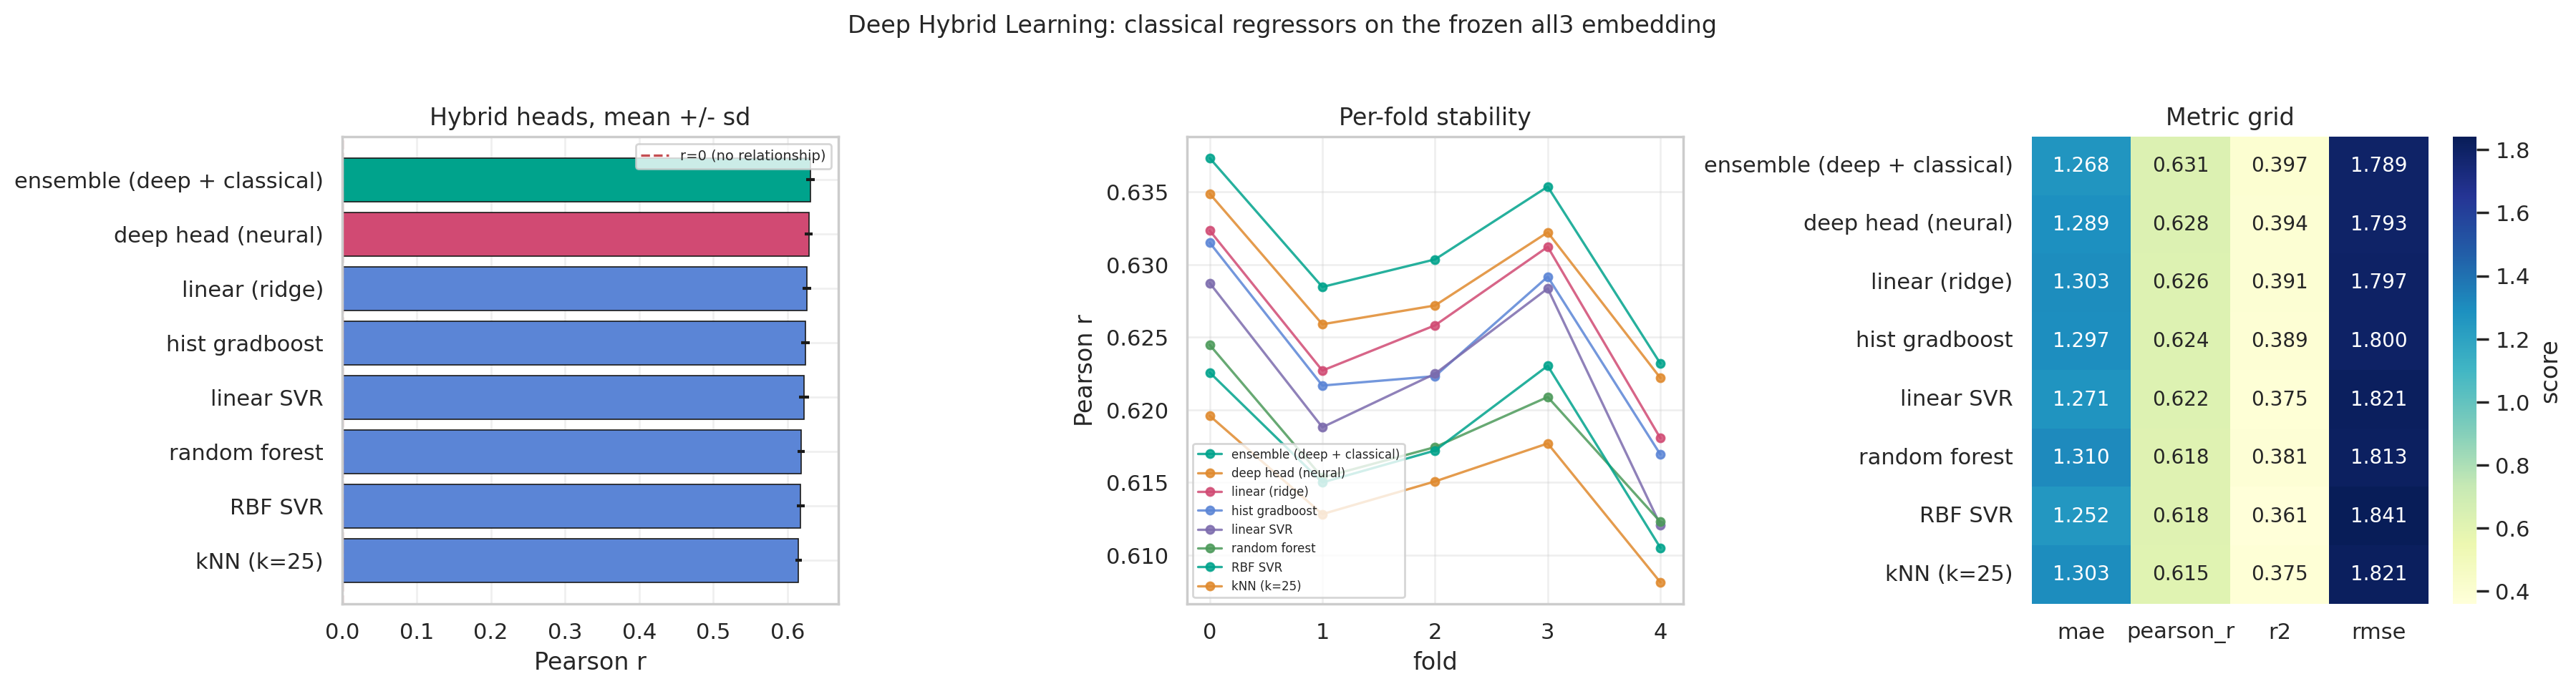 Deep Hybrid Learning: classical regressors on the frozen all3 embedding
Hybrid heads, mean +/- sd
r=0 (no relationship)
ensemble (deep + classical)
deep head (neural)
linear (ridge)
hist gradboost
linear SVR
random forest
RBF SVR
kNN (k=25)
0.0 0.1 0.2 0.3 0.4 0.5 0.6
Pearson r
Per-fold stability
Pearson r
0.635
0.630
0.625
0.620
0.615
0.610
ensemble (deep + classical)
deep head (neural)
linear (ridge)
hist gradboost
linear SVR
random forest
RBF SVR
kNN (k=25)
0 1 2 3 4
fold
Metric grid
ensemble (deep + classical) 1.268 0.631 0.397 1.789
deep head (neural) 1.289 0.628 0.394 1.793
linear (ridge) 1.303 0.626 0.391 1.797
hist gradboost 1.297 0.624 0.389 1.800
linear SVR 1.271 0.622 0.375 1.821
random forest 1.310 0.618 0.381 1.813
RBF SVR 1.252 0.618 0.361 1.841
kNN (k=25) 1.303 0.615 0.375 1.821
mae pearson_r r2 rmse
1.8
1.6
1.4
1.2
1.0
0.8
0.6
0.4
score